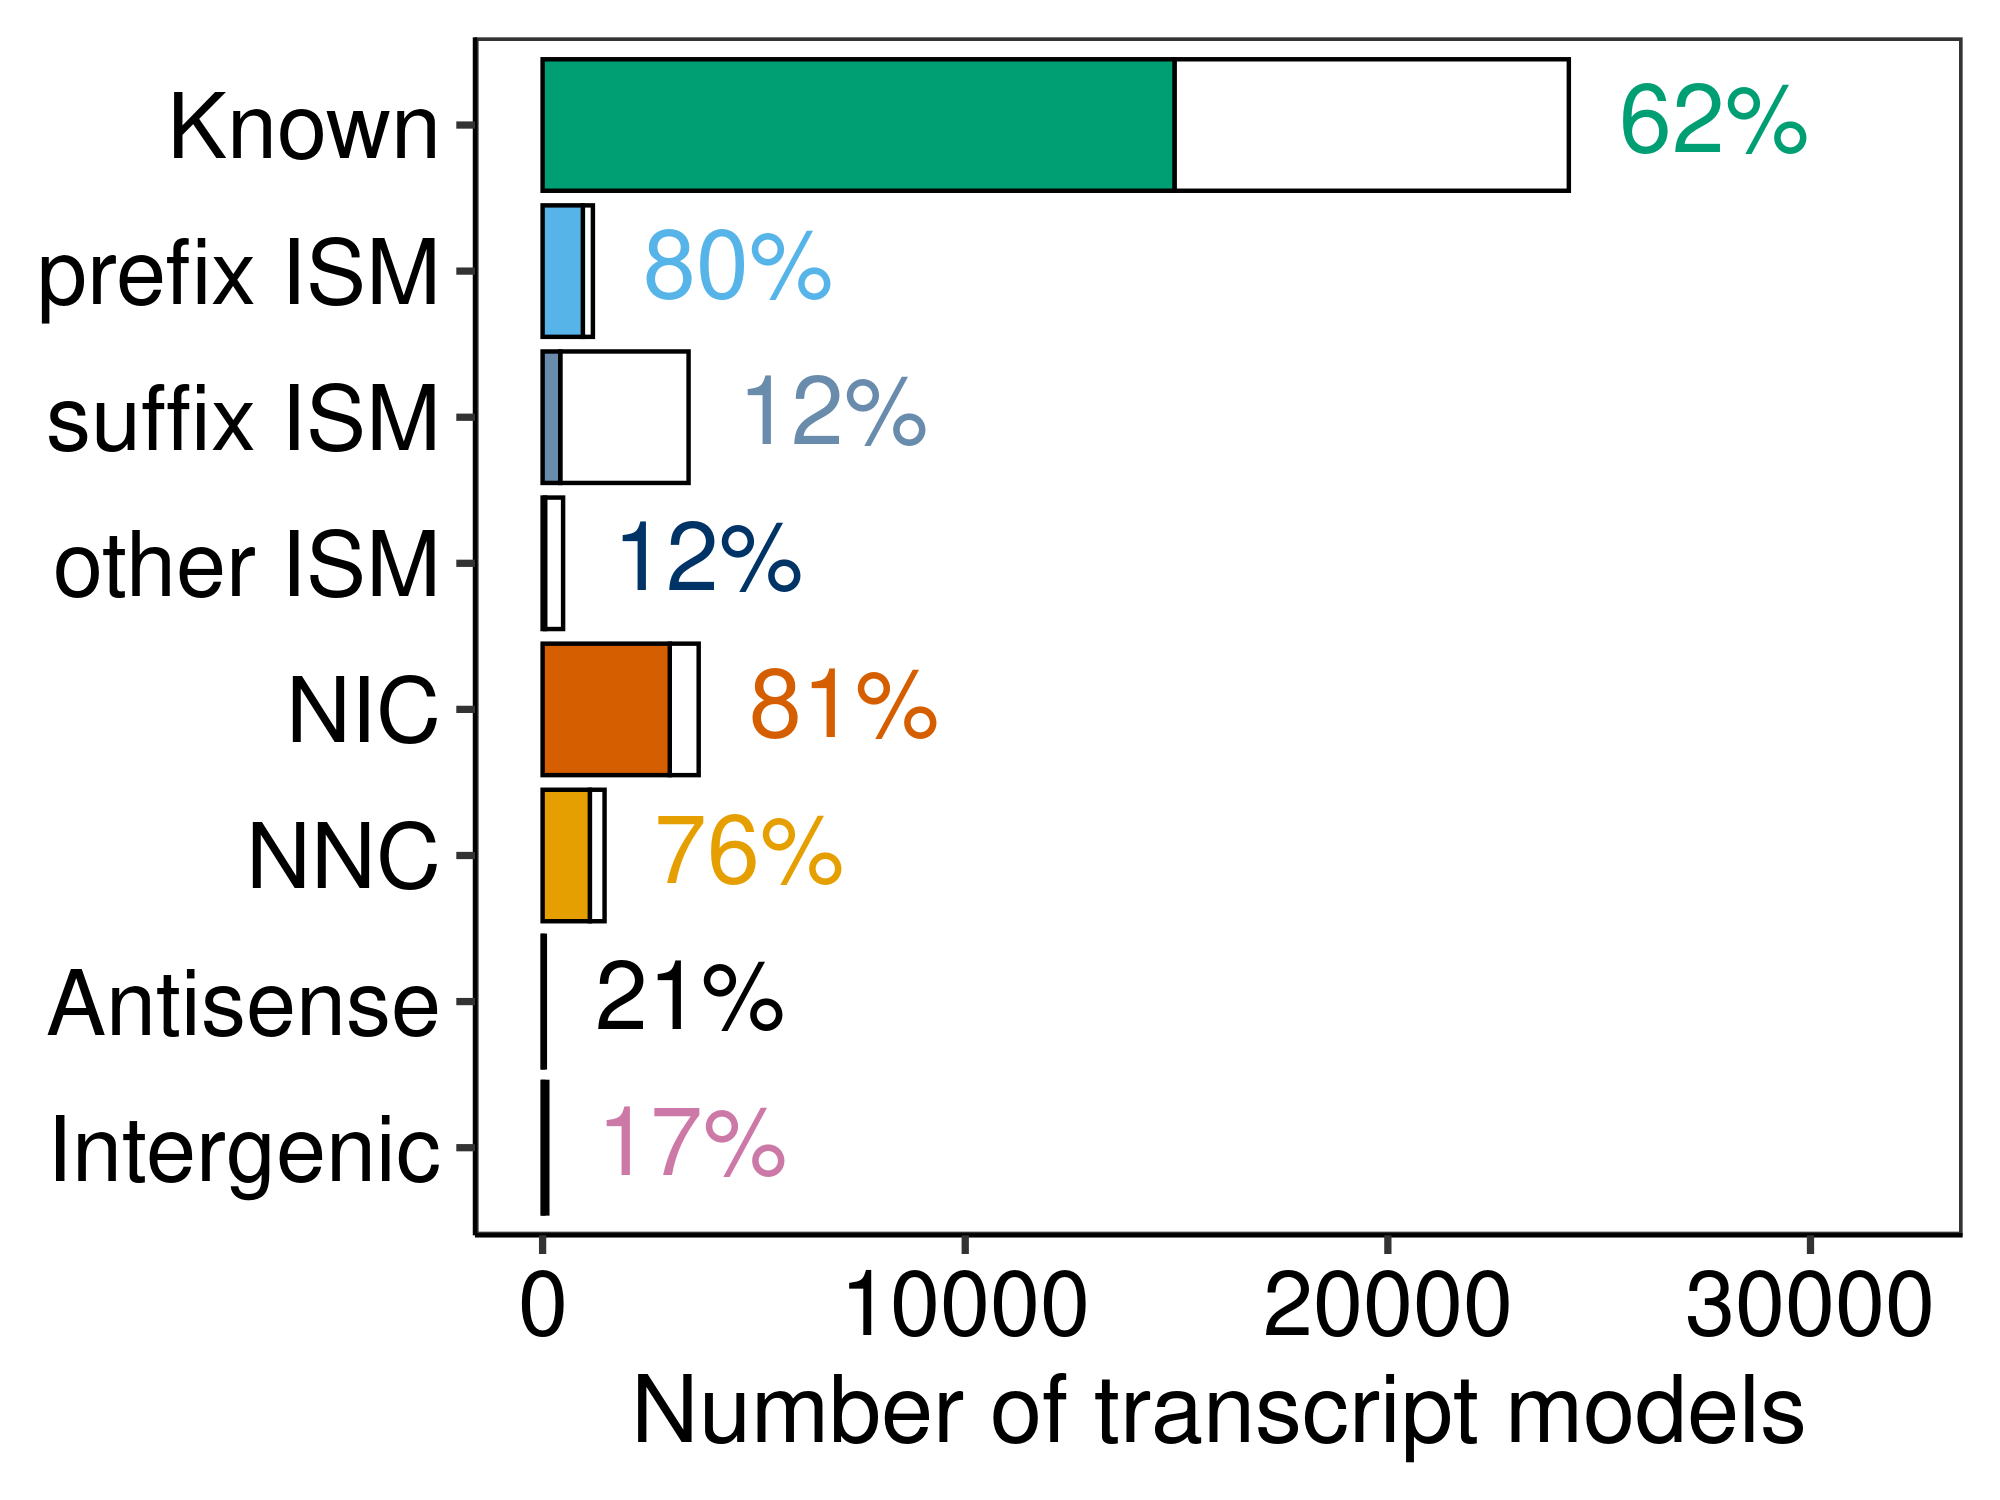 Known 62%
prefix ISM 80%
suffix ISM 12%
other ISM 12%
NIC 81%
NNC 76%
Antisense 21%
Intergenic 17%
0 10000 20000 30000
Number of transcript models